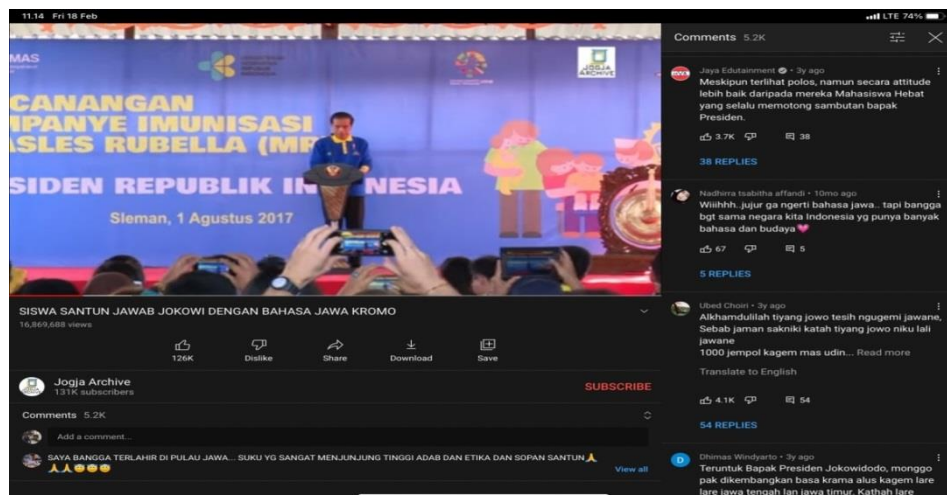 11.14 Fri 18 Feb
LTE 74%
MAS
JOGJA
ARCHIVE
CANANGAN
MPANYE IMUNISASI
SLES RUBELLA (MR
SIDEN REPUBLIK IN NESIA
Sleman, 1 Agustus 2017
SISWA SANTUN JAWAB JOKOWI DENGAN BAHASA JAWA KROMO
16,869,688 views
126K
Dislike
Share
Download
Save
Jogja Archive
131K subscribers
SUBSCRIBE
Comments 5.2K
Add a comment...
SAYA BANGGA TERLAHIR DI PULAU JAWA... SUKU YG SANGAT MENJUNJUNG TINGGI ADAB DAN ETIKA DAN SOPAN SANTUN🙏
🙏🙏😇😇😇
View all
Comments 5.2K
Jaya Edutainment • 3y ago
Meskipun terlihat polos, namun secara attitude
lebih baik daripada mereka Mahasiswa Hebat
yang selalu memotong sambutan bapak
Presiden.
3.7K 38
38 REPLIES
Nadhirra tsabitha affandi • 10mo ago
Wiiihhh..jujur ga ngerti bahasa jawa.. tapi bangga
bgt sama negara kita Indonesia yg punya banyak
bahasa dan budaya💗
67 5
5 REPLIES
Ubed Choiri • 3y ago
Alkhamdulilah tiyang jowo tesih ngugemi jawane,
Sebab jaman sakniki katah tiyang jowo niku lali
jawane
1000 jempol kagem mas udin... Read more
Translate to English
4.1K 54
54 REPLIES
D
Dhimas Windyarto • 3y ago
Teruntuk Bapak Presiden Jokowidodo, monggo
pak dikembangkan basa krama alus kagem lare
lare jawa tengah lan jawa timur. Kathah lare